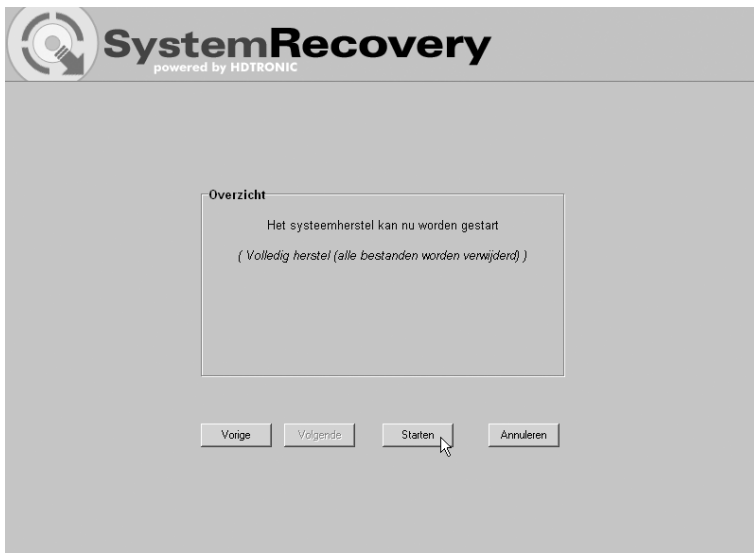 SystemRecovery
powered by HDTRONIC
Overzicht
Het systeemherstel kan nu worden gestart
( Volledig herstel (alle bestanden worden verwijderd) )
Vorige
Volgende
Starten
Annuleren